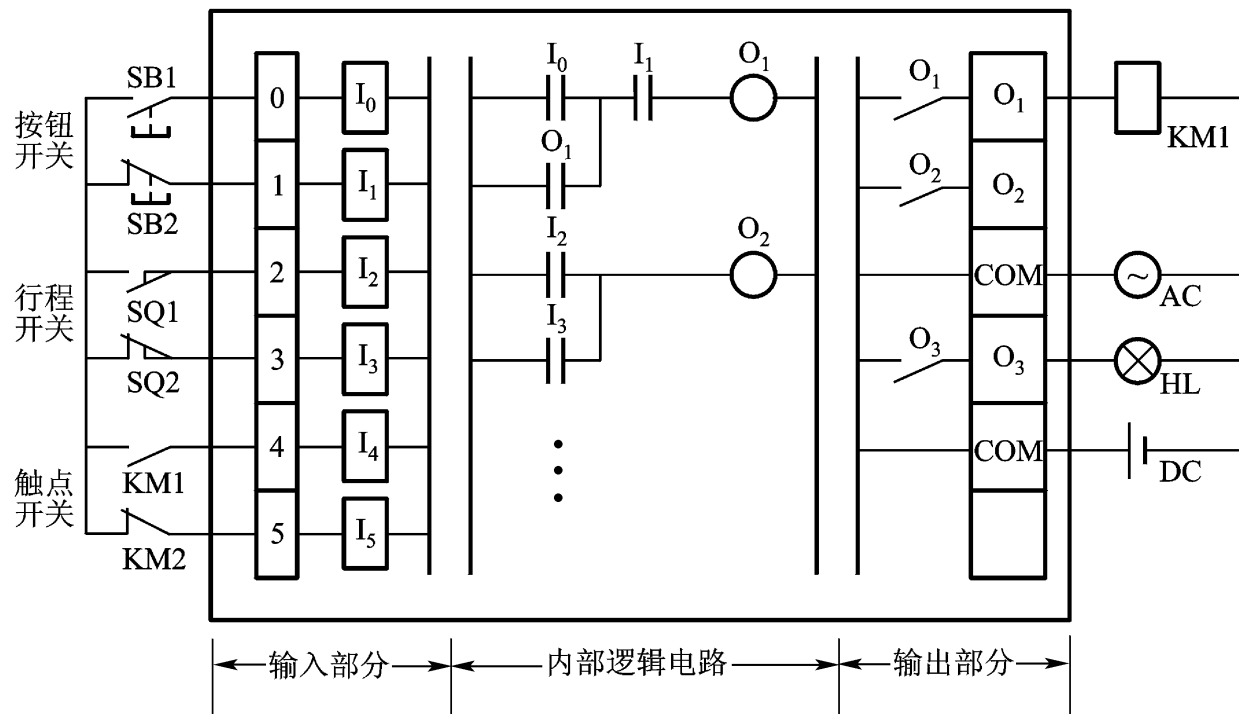 按钮
开关
行程
开关
触点
开关
SB1
SB2
SQ1
SQ2
KM1
KM2
0
1
2
3
4
5
I₀
I₁
I₂
I₃
I₄
I₅
I₀
I₁
O₁
O₁
I₂
O₂
I₃
O₁
O₂
O₃
O₁
O₂
COM
O₃
COM
KM1
~
AC
HL
DC
输入部分
内部逻辑电路
输出部分